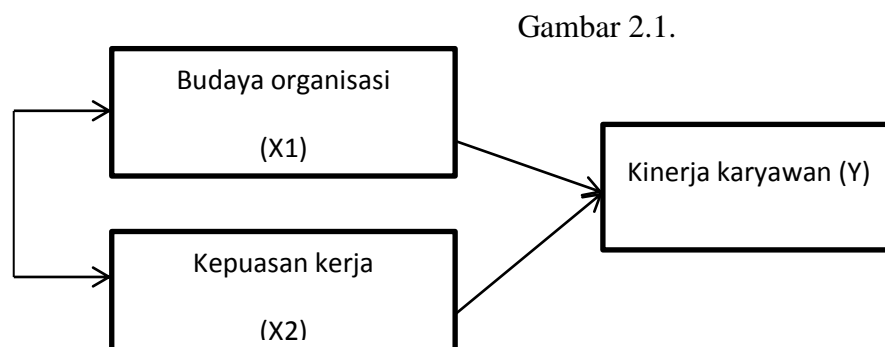 Gambar 2.1.
Budaya organisasi
(X1)
Kinerja karyawan (Y)
Kepuasan kerja
(X2)